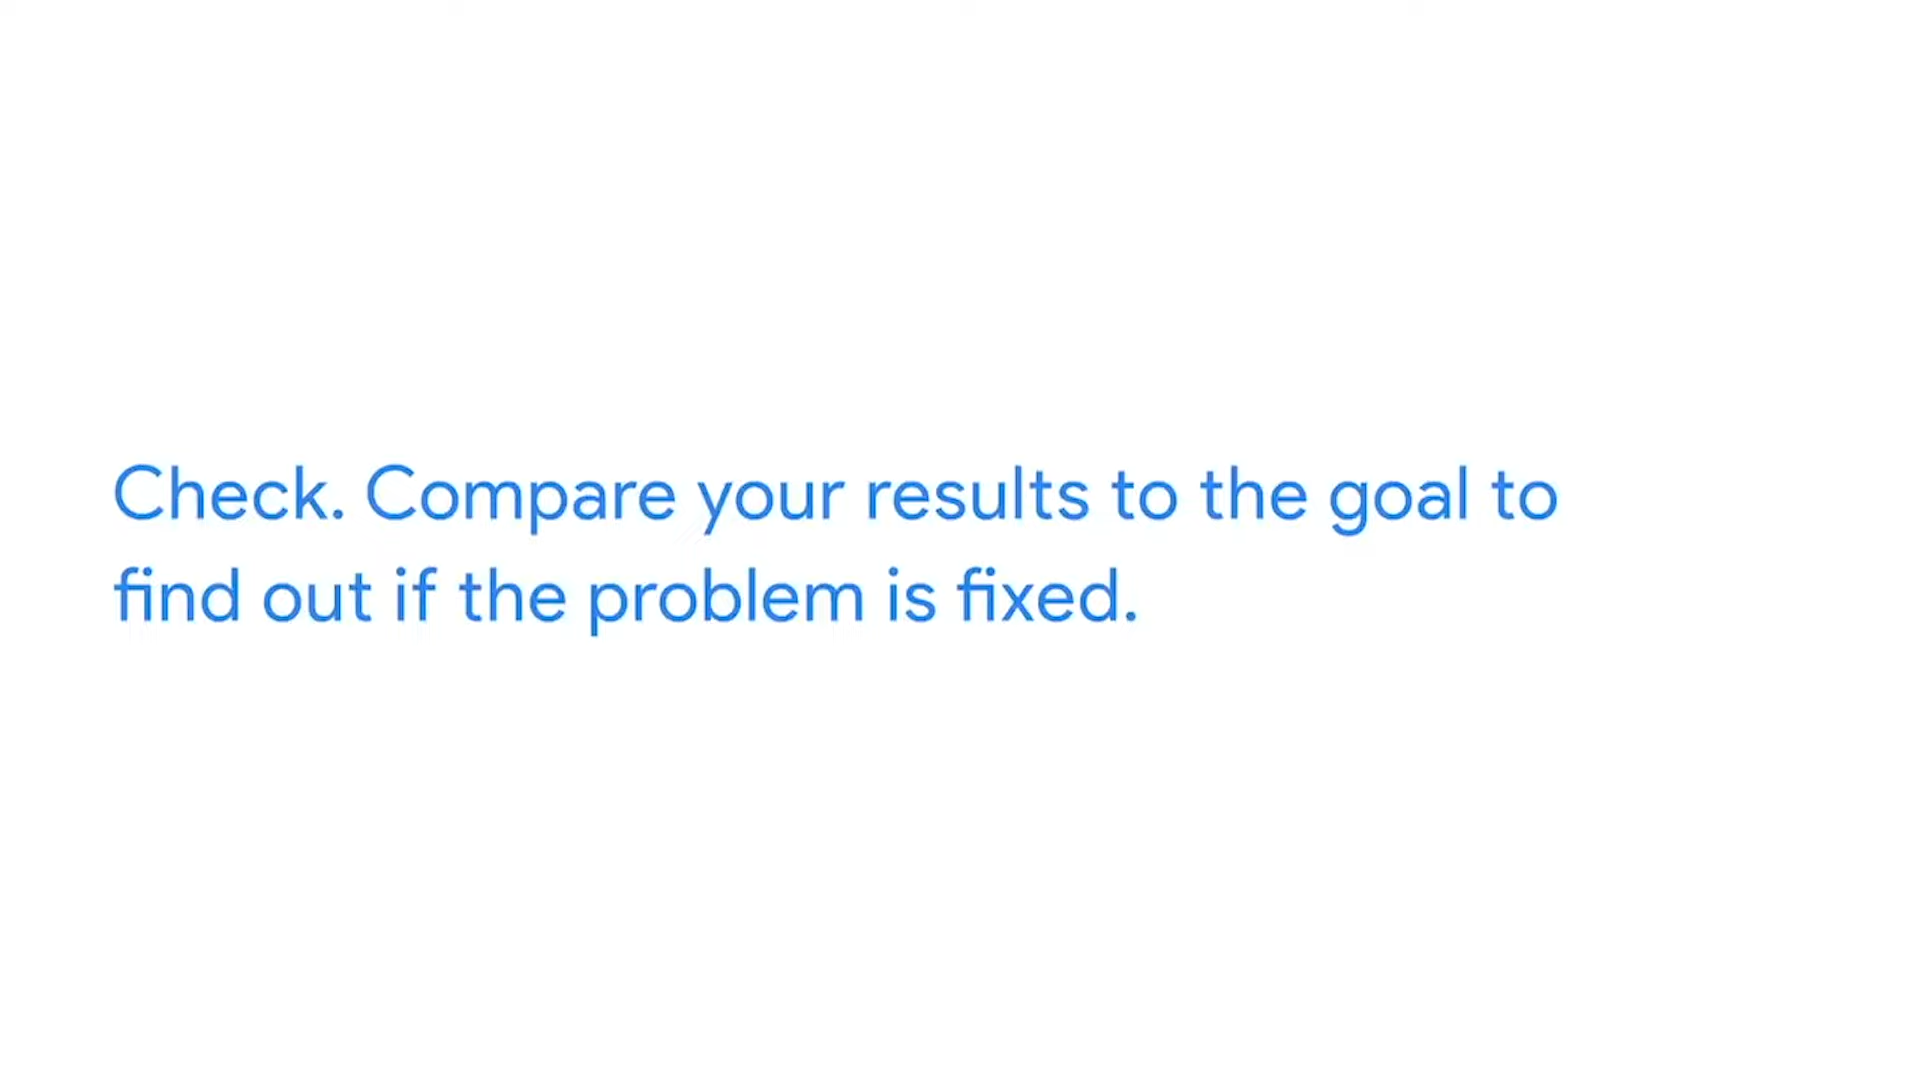 Check. Compare your results to the goal to
find out if the problem is fixed.